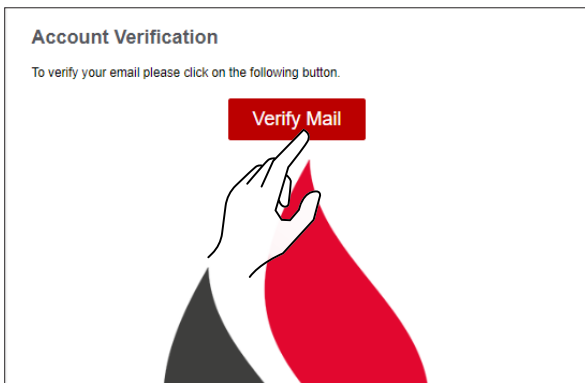 Account Verification
To verify your email please click on the following button.
Verify Mail